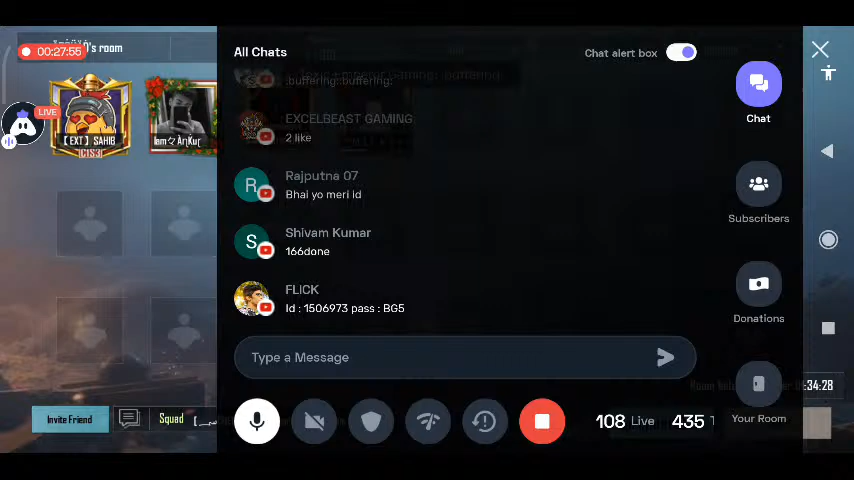 00:27:55
's room
LIVE
[EXT] SAHIB
C1S3
Invite Friend
Squad
All Chats
Chat alert box
:buffering::buffering:
EXCELBEAST GAMING
2 like
Rajputna 07
Bhai yo meri id
Shivam Kumar
166done
FLICK
Id : 1506973 pass : BG5
Type a Message
108 Live
435 T
Chat
Subscribers
Donations
Your Room
:34:28